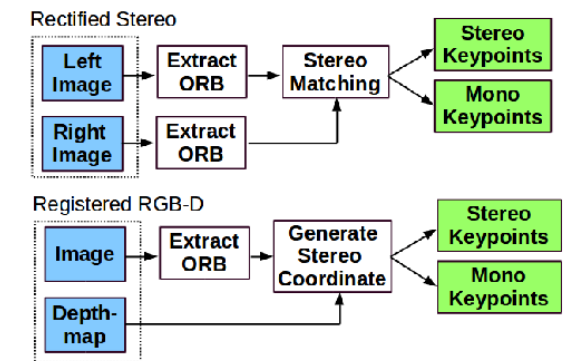 Rectified Stereo
Left
Image
Extract
ORB
Stereo
Matching
Stereo
Keypoints
Mono
Keypoints
Right
Image
Extract
ORB
Registered RGB-D
Image
Extract
ORB
Generate
Stereo
Coordinate
Stereo
Keypoints
Mono
Keypoints
Depth-
map